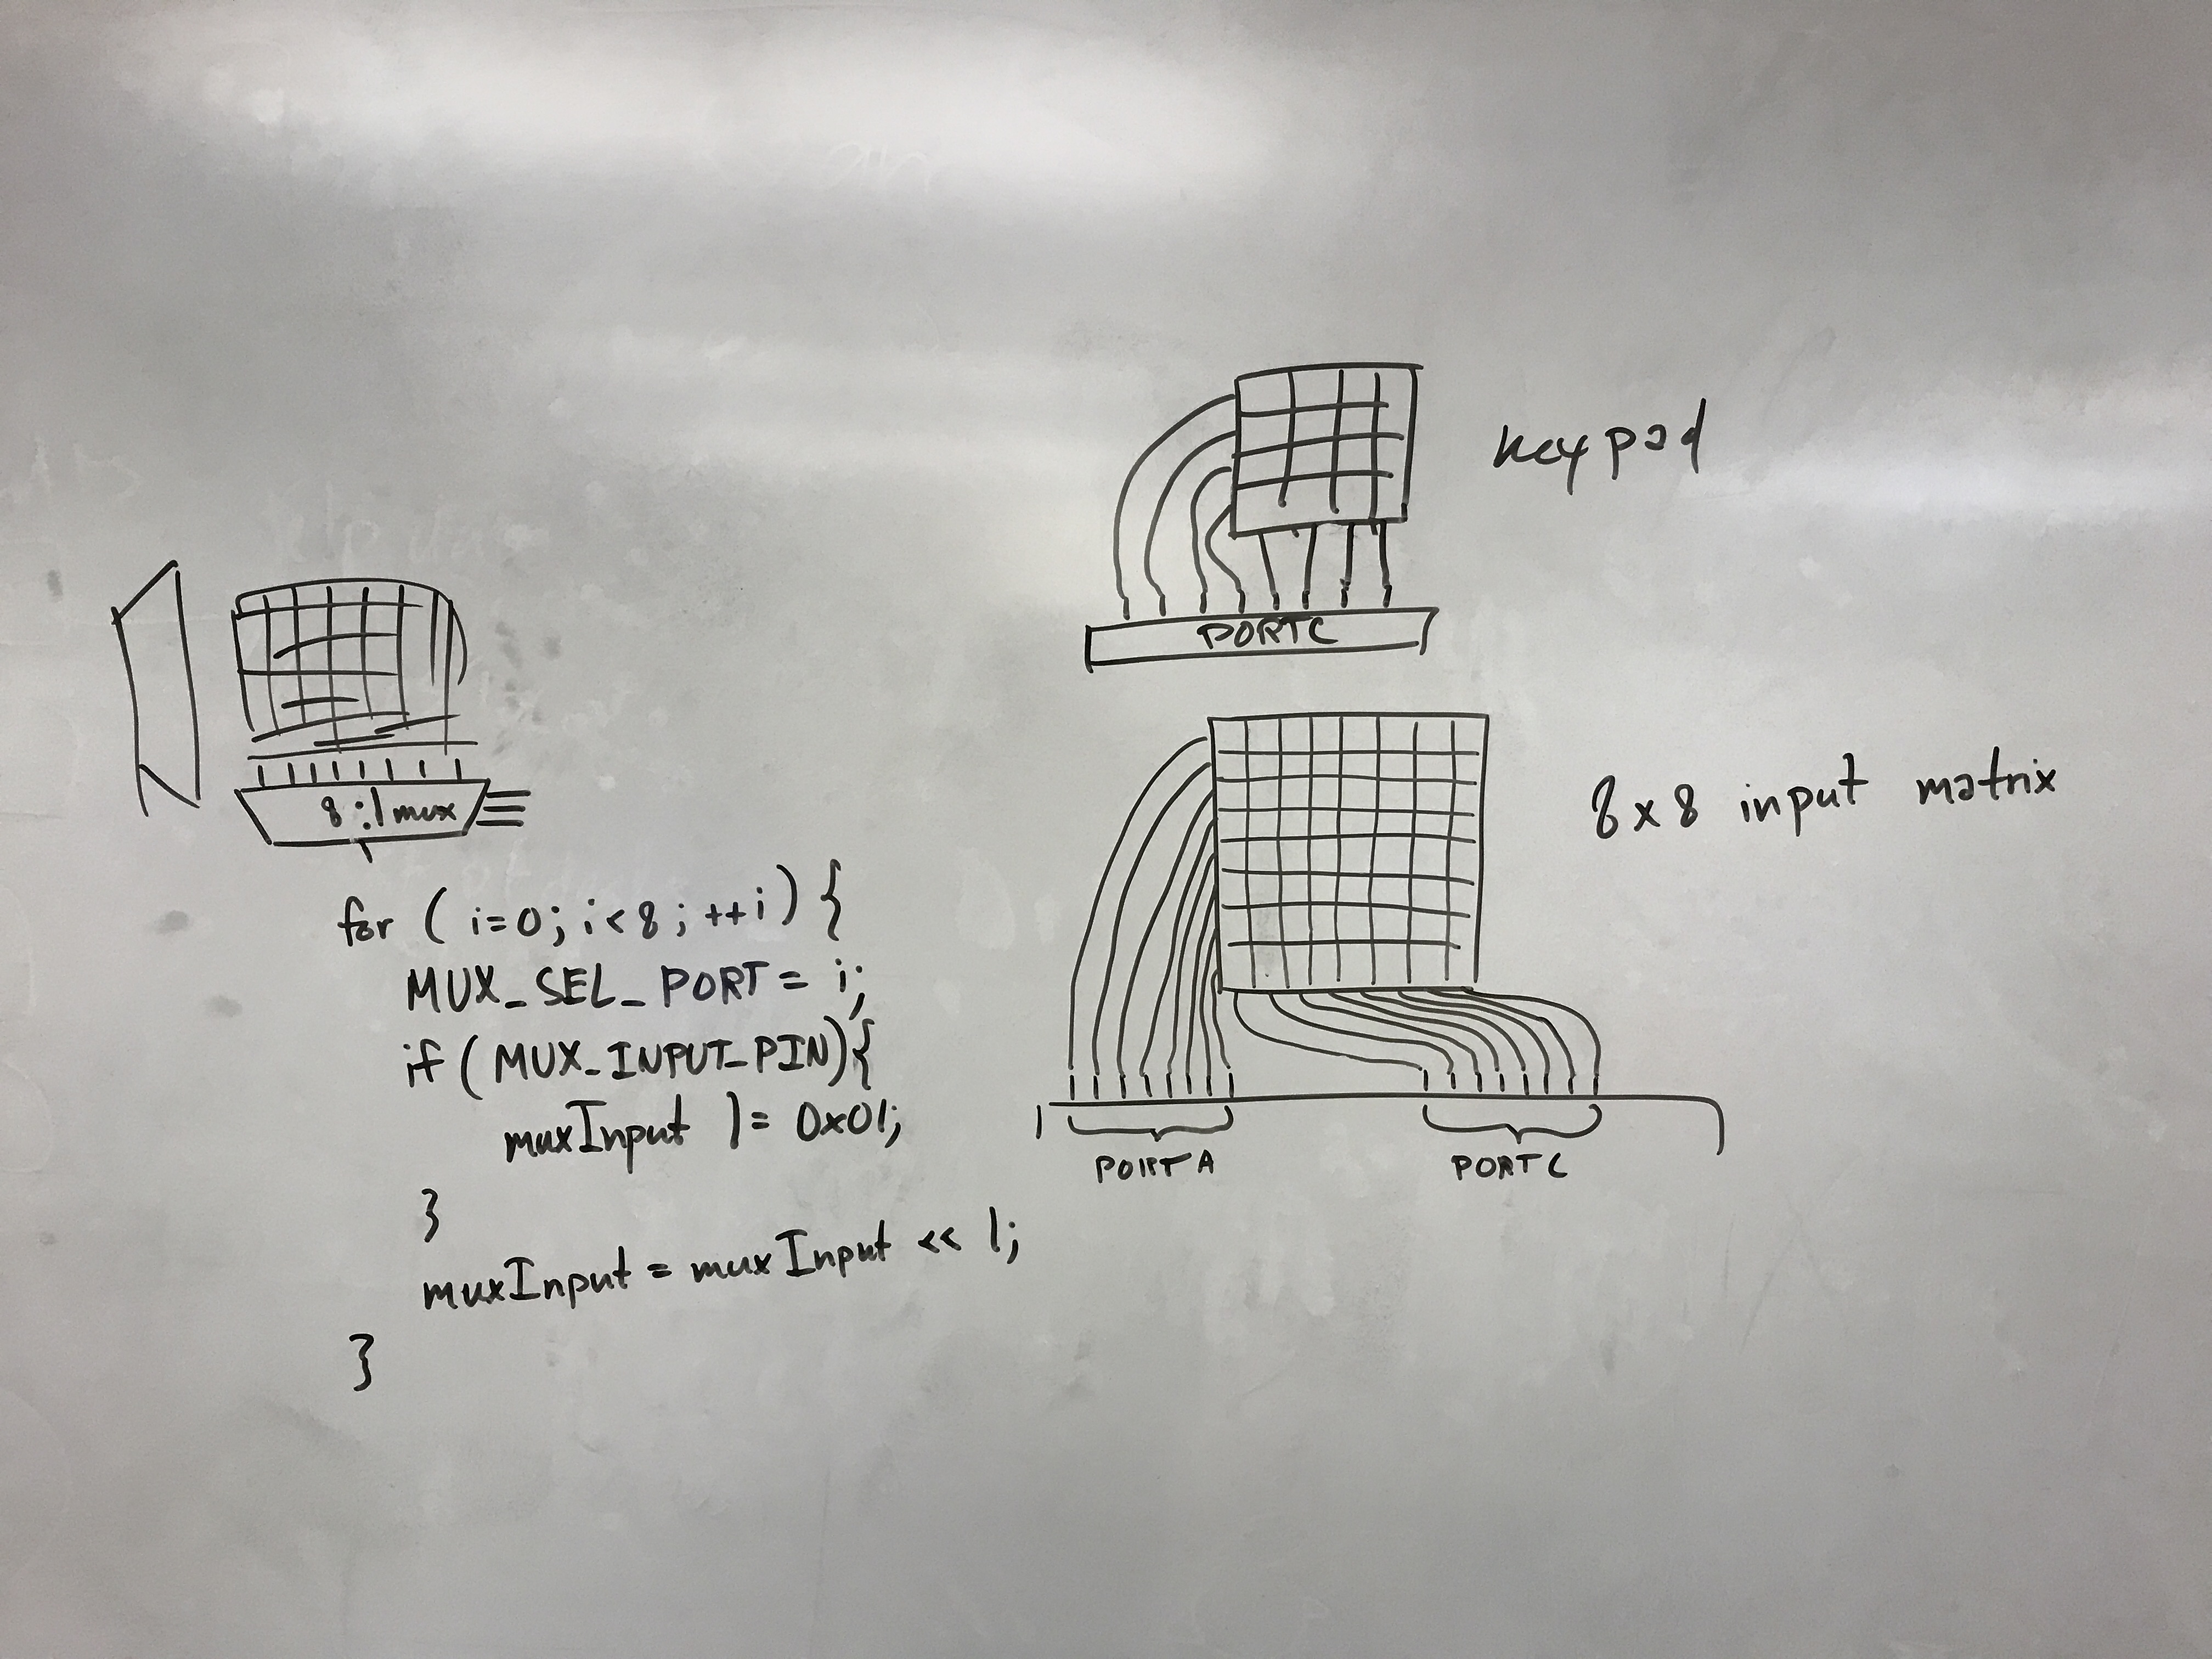 keypad
PORTC
8x8 input matrix
8:1 mux
for ( i=0; i<8; ++i) {
MUX_SEL_PORT = i;
if ( MUX_INPUT_PIN) {
muxInput |= 0x01;
}
muxInput = muxInput << 1;
}
PORTA
PORTC